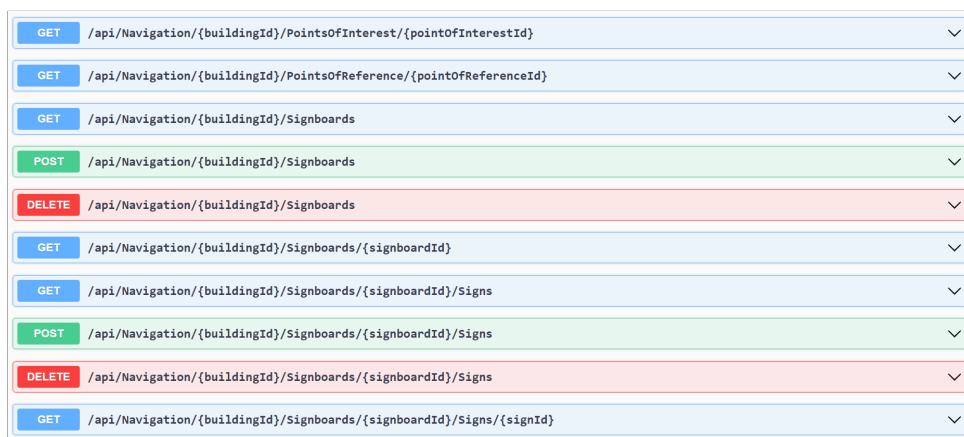 GET /api/Navigation/{buildingId}/PointsOfInterest/{pointOfInterestId}
GET /api/Navigation/{buildingId}/PointsOfReference/{pointOfReferenceId}
GET /api/Navigation/{buildingId}/Signboards
POST /api/Navigation/{buildingId}/Signboards
DELETE /api/Navigation/{buildingId}/Signboards
GET /api/Navigation/{buildingId}/Signboards/{signboardId}
GET /api/Navigation/{buildingId}/Signboards/{signboardId}/Signs
POST /api/Navigation/{buildingId}/Signboards/{signboardId}/Signs
DELETE /api/Navigation/{buildingId}/Signboards/{signboardId}/Signs
GET /api/Navigation/{buildingId}/Signboards/{signboardId}/Signs/{signId}